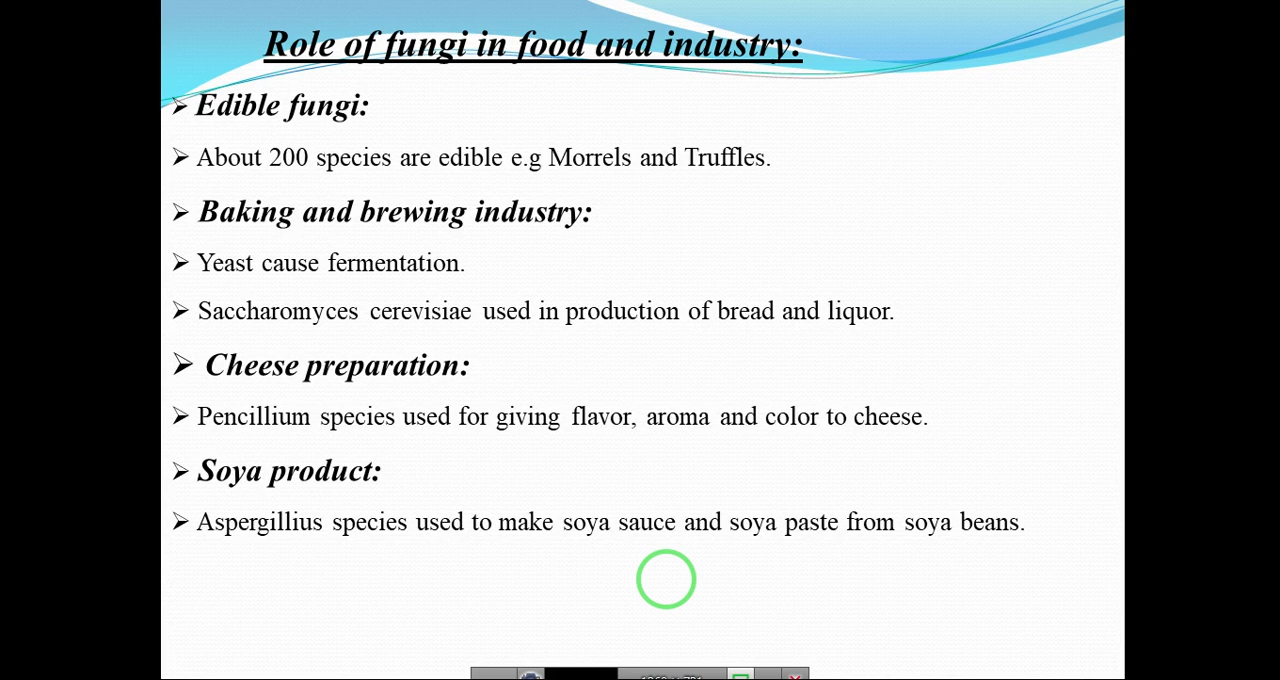 Role of fungi in food and industry:
Edible fungi:
About 200 species are edible e.g Morrels and Truffles.
Baking and brewing industry:
Yeast cause fermentation.
Saccharomyces cerevisiae used in production of bread and liquor.
Cheese preparation:
Pencillium species used for giving flavor, aroma and color to cheese.
Soya product:
Aspergillius species used to make soya sauce and soya paste from soya beans.